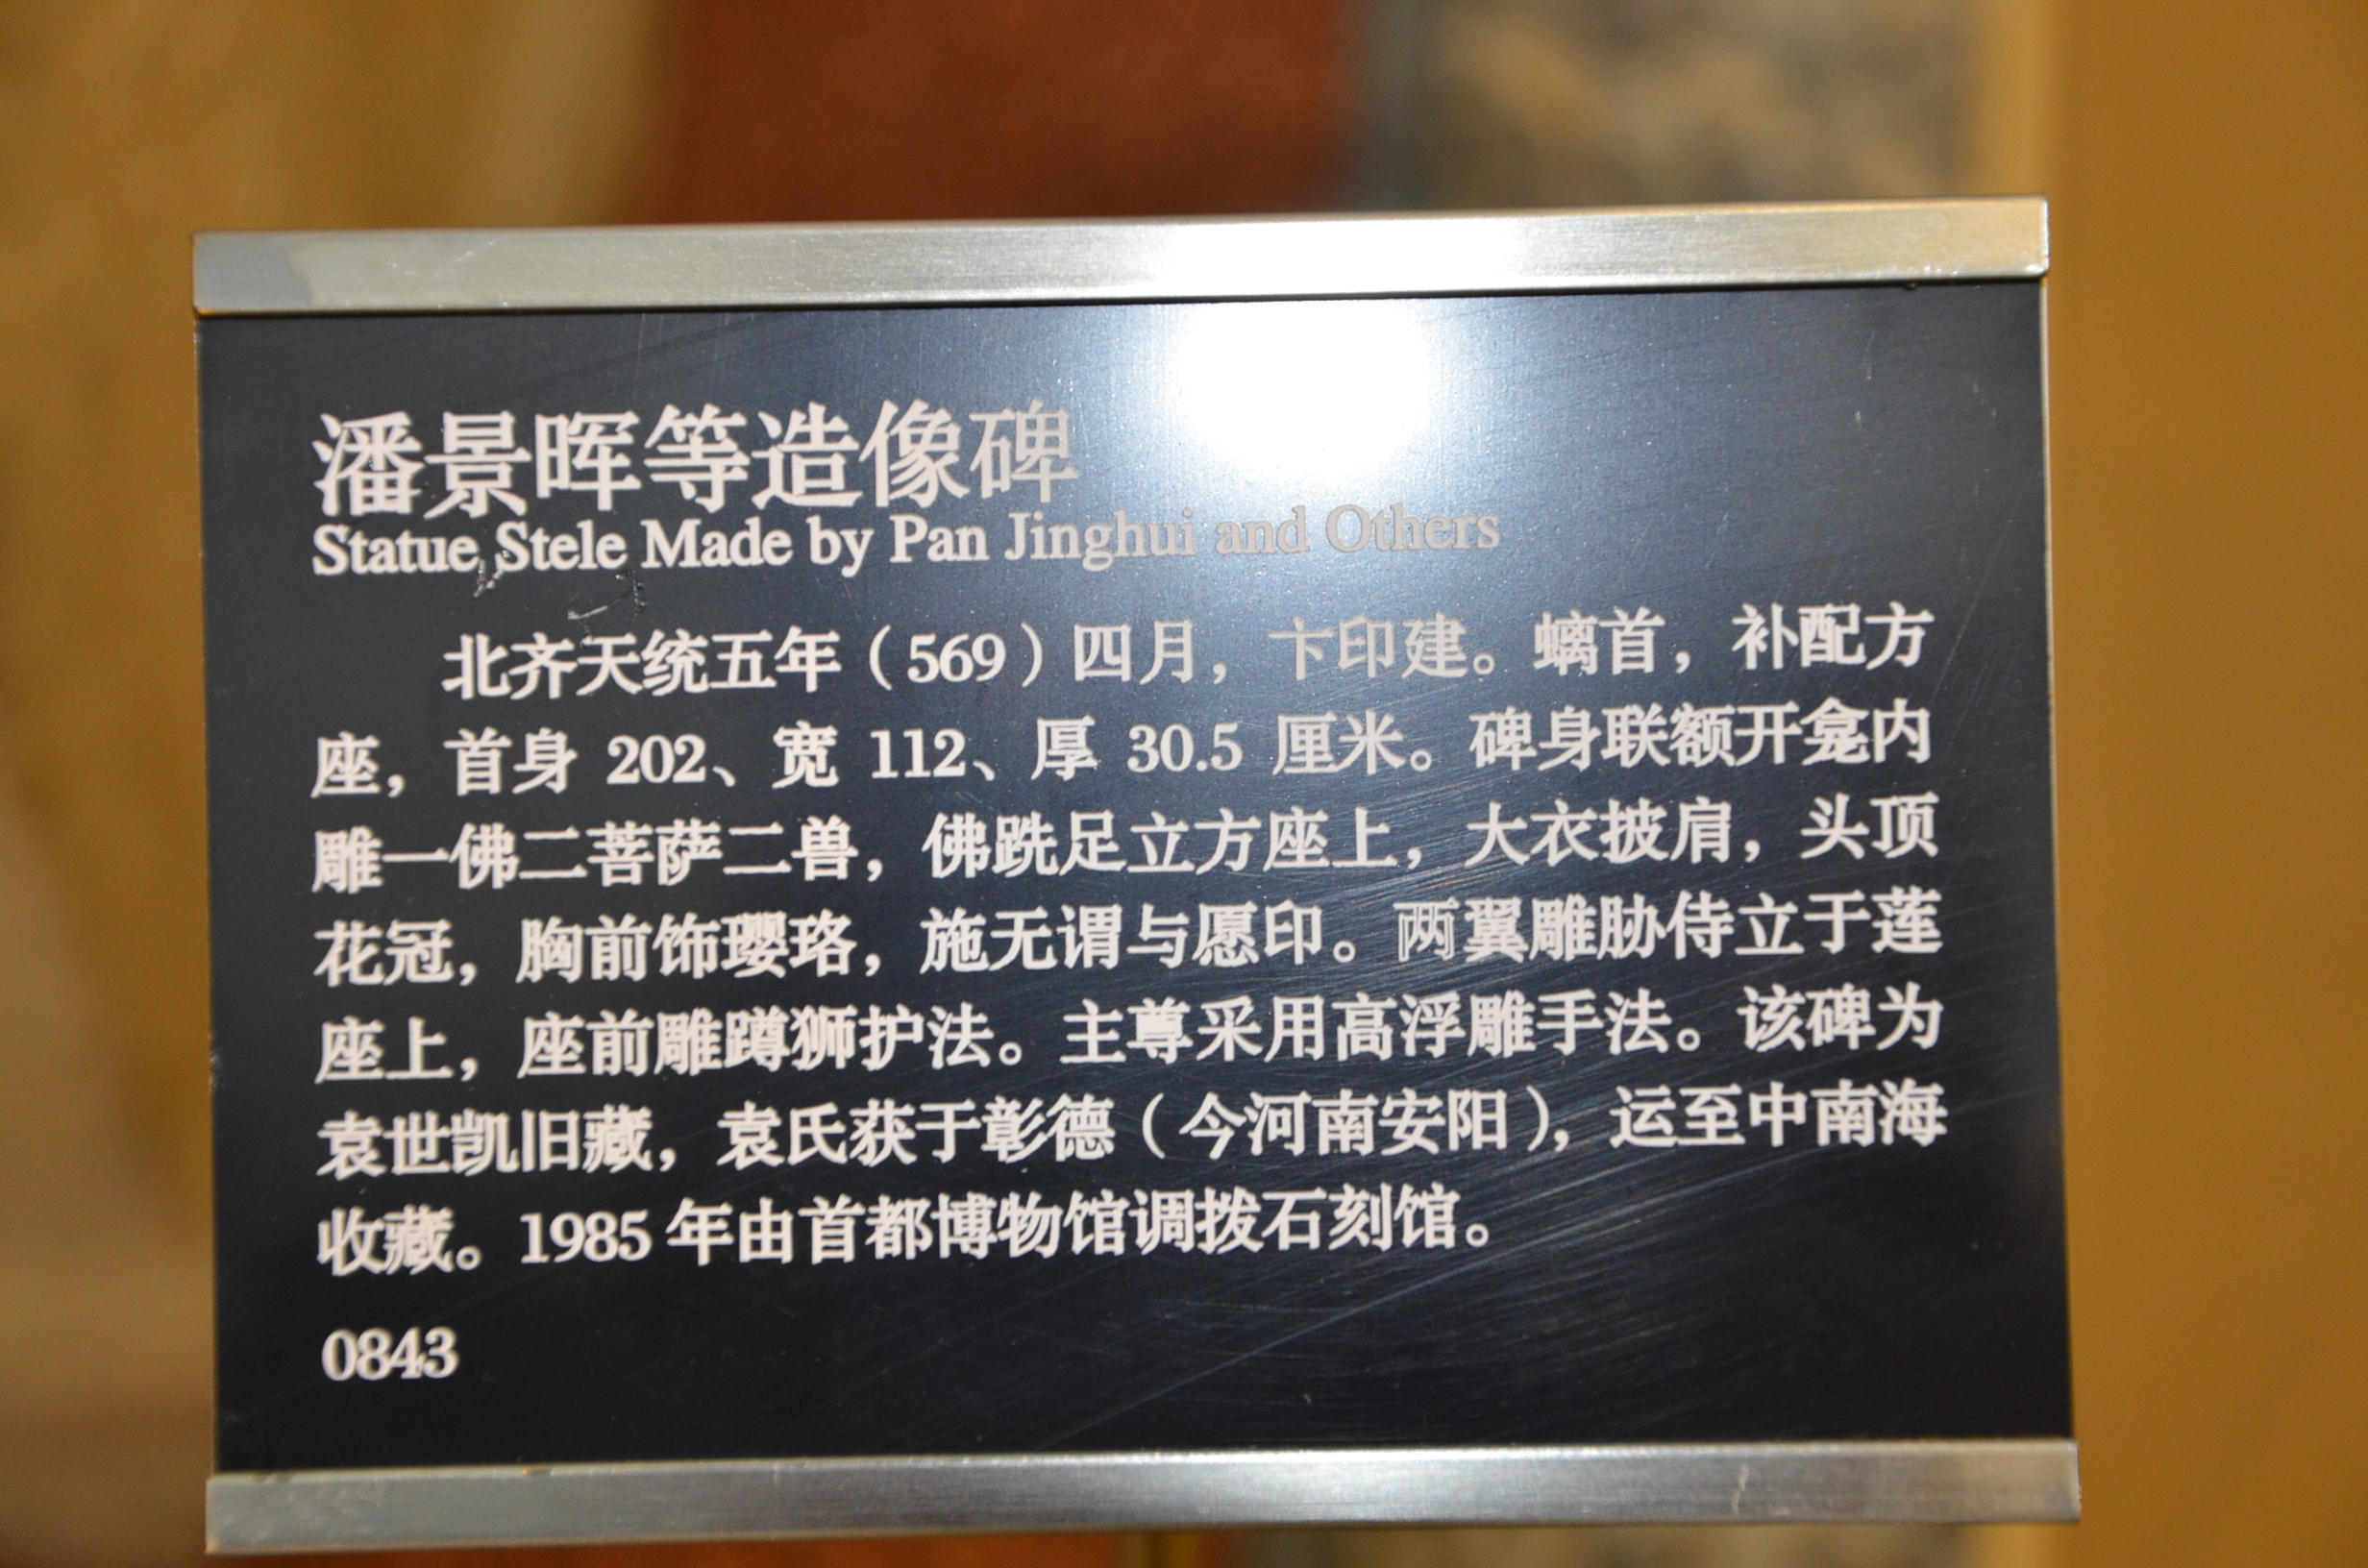 潘景晖等造像碑
Statue Stele Made by Pan Jinghui and Others
北齐天统五年（569）四月，卞印建。螭首，补配方
座，首身 202、宽 112、厚 30.5 厘米。碑身联额开龛内
雕一佛二菩萨二兽，佛跣足立方座上，大衣披肩，头顶
花冠，胸前饰璎珞，施无谓与愿印。两翼雕胁侍立于莲
座上，座前雕蹲狮护法。主尊采用高浮雕手法。该碑为
袁世凯旧藏，袁氏获于彰德（今河南安阳），运至中南海
收藏。1985 年由首都博物馆调拨石刻馆。
0843